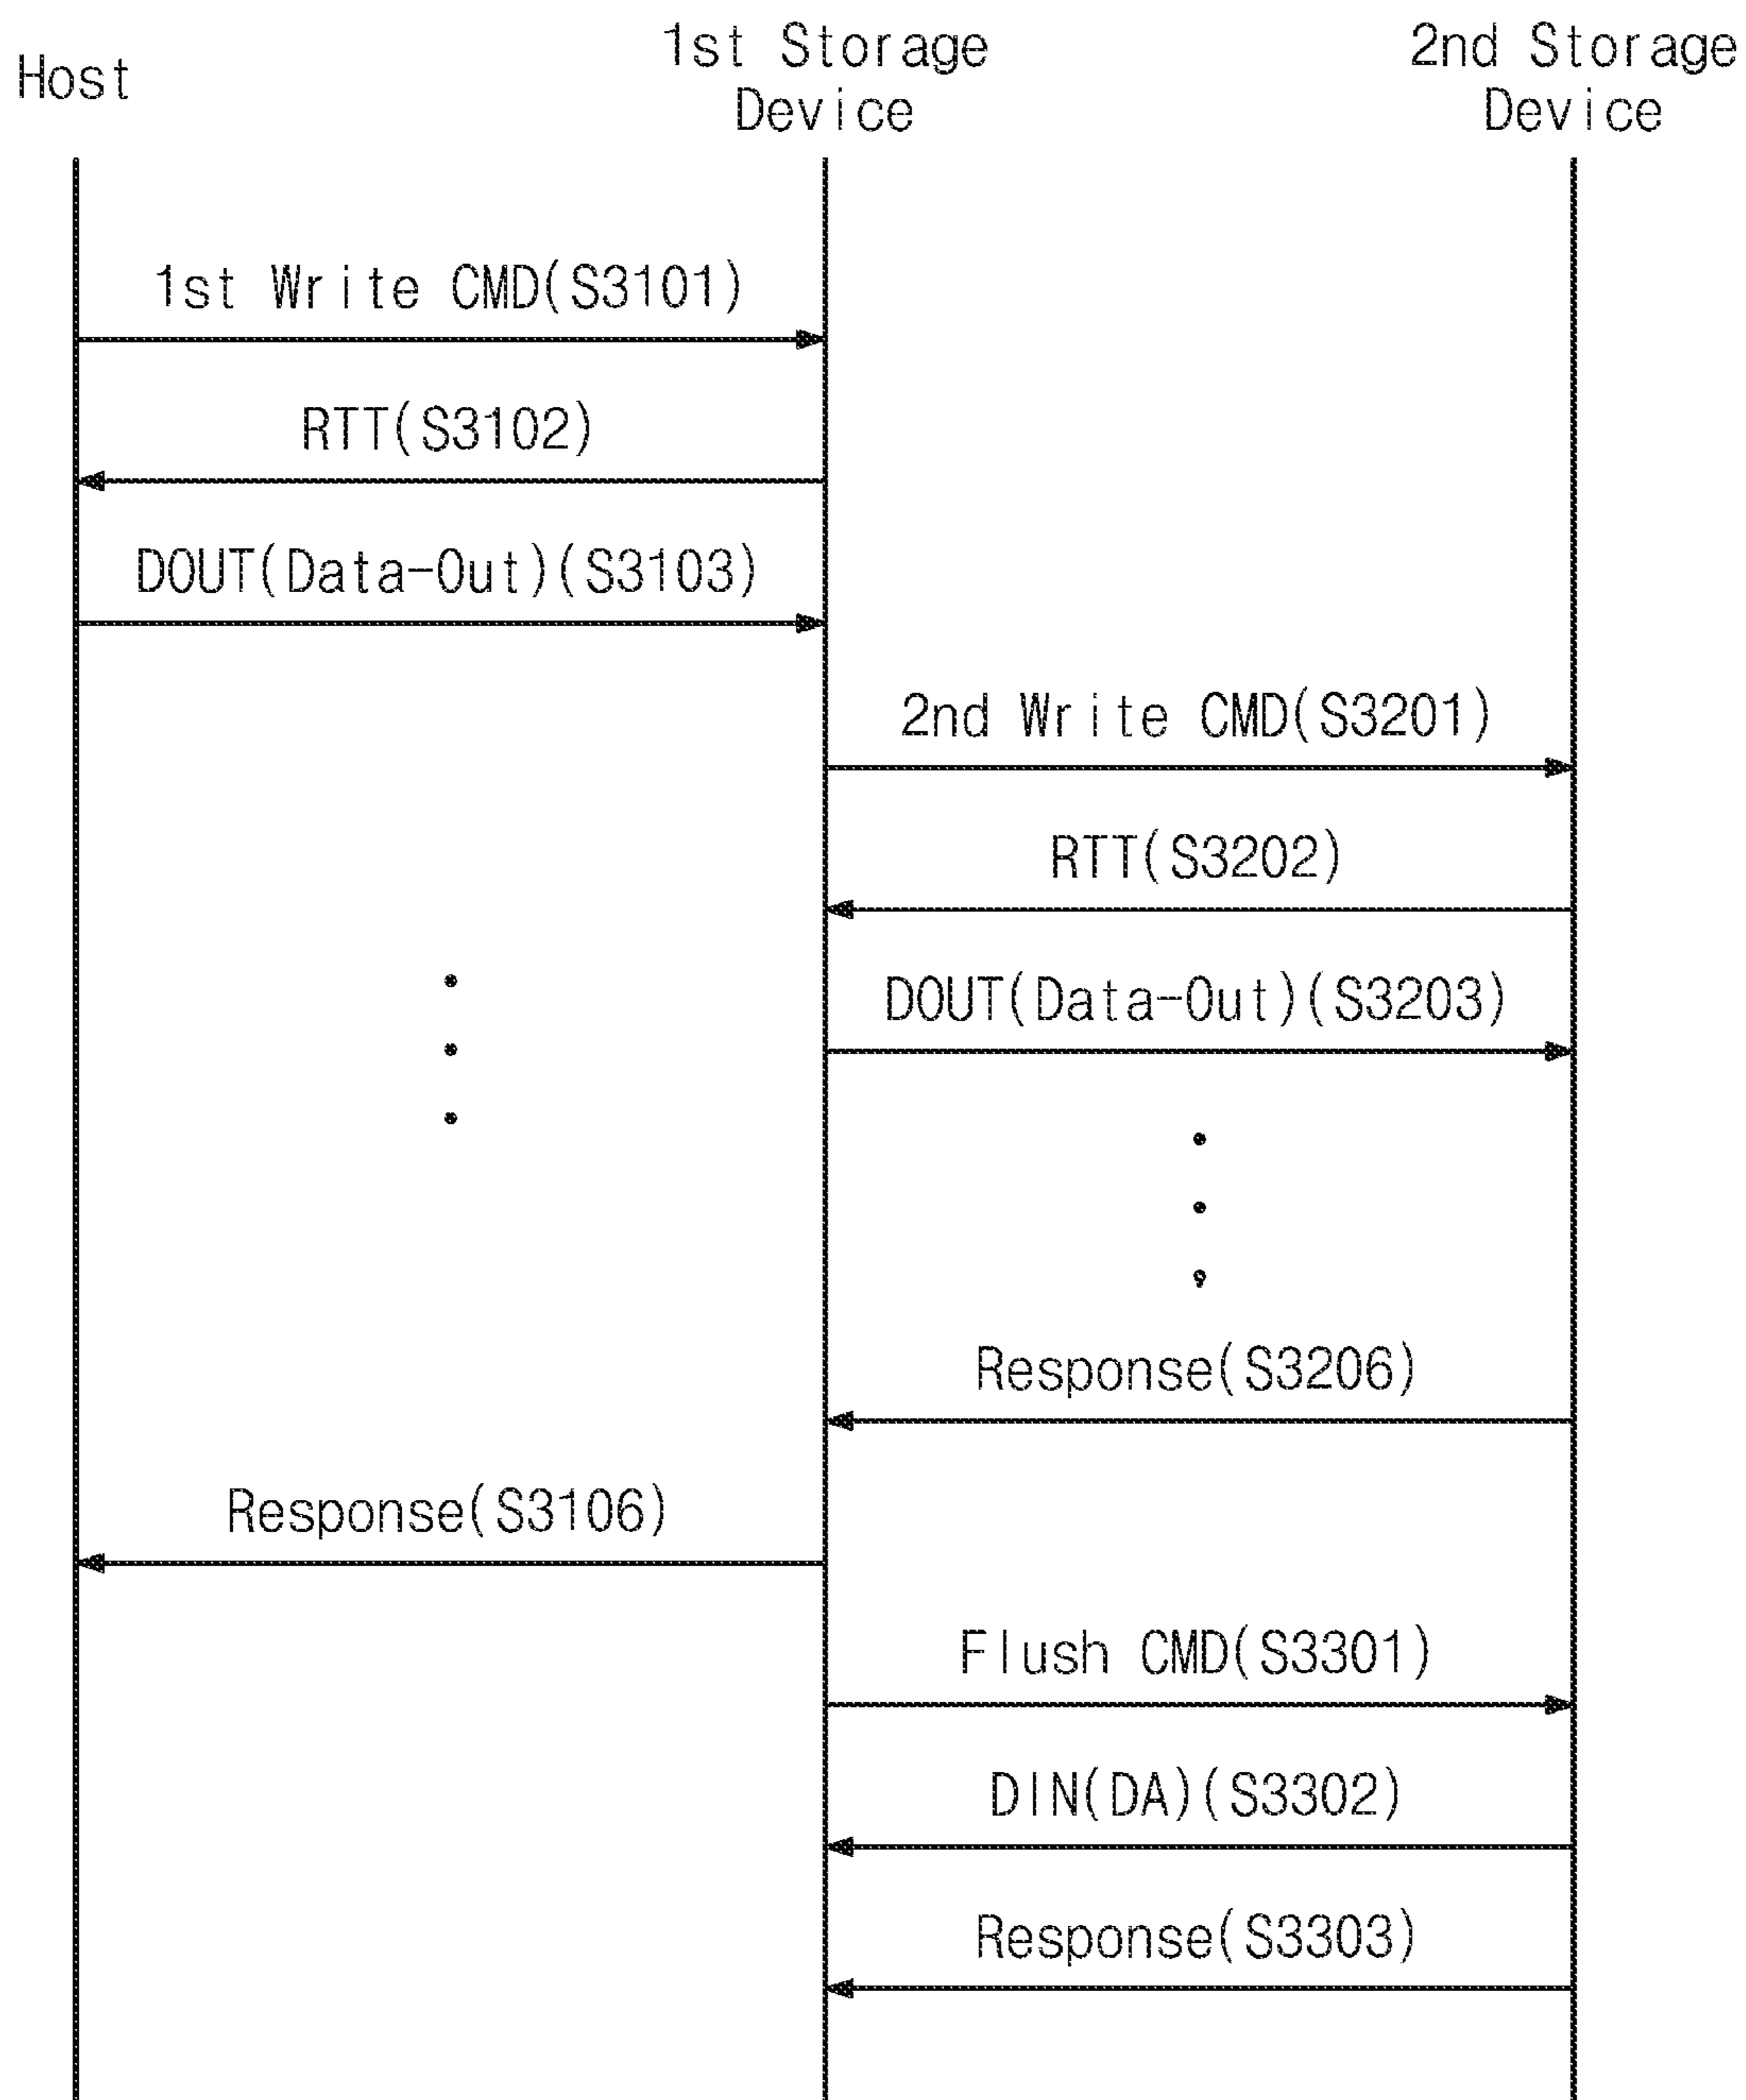 Host
1st Storage
Device
2nd Storage
Device
1st Write CMD(S3101)
RTT(S3102)
DOUT(Data-Out)(S3103)
2nd Write CMD(S3201)
RTT(S3202)
DOUT(Data-Out)(S3203)
Response(S3206)
Response(S3106)
Flush CMD(S3301)
DIN(DA)(S3302)
Response(S3303)